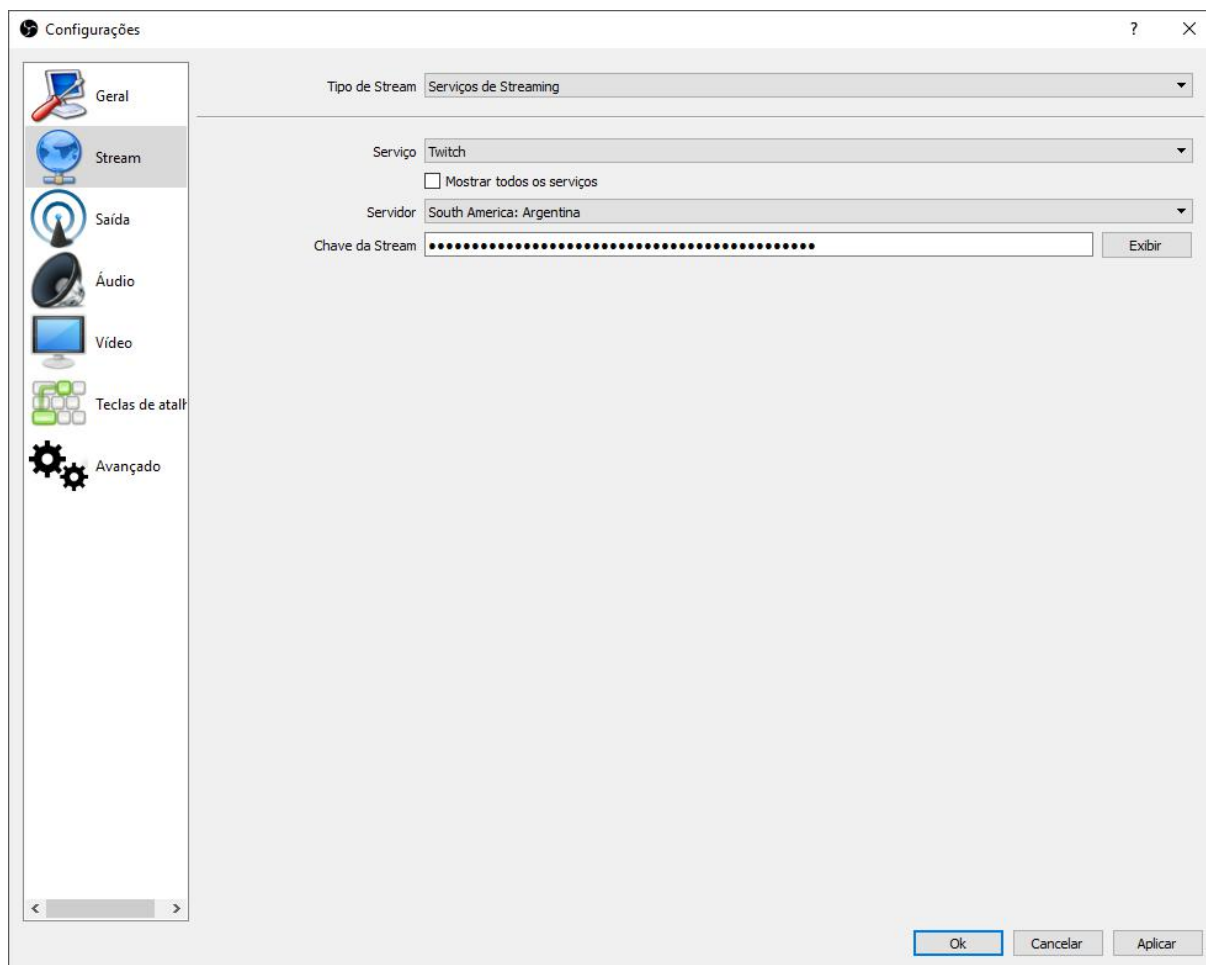 Configurações
?
Geral
Stream
Saída
Áudio
Vídeo
Teclas de atalh
Avançado
Tipo de Stream Serviços de Streaming
Serviço Twitch
Mostrar todos os serviços
Servidor South America: Argentina
Chave da Stream ●●●●●●●●●●●●●●●●●●●●●●●●●●●●●●●●●●●●●●●●●●●● Exibir
Ok Cancelar Aplicar